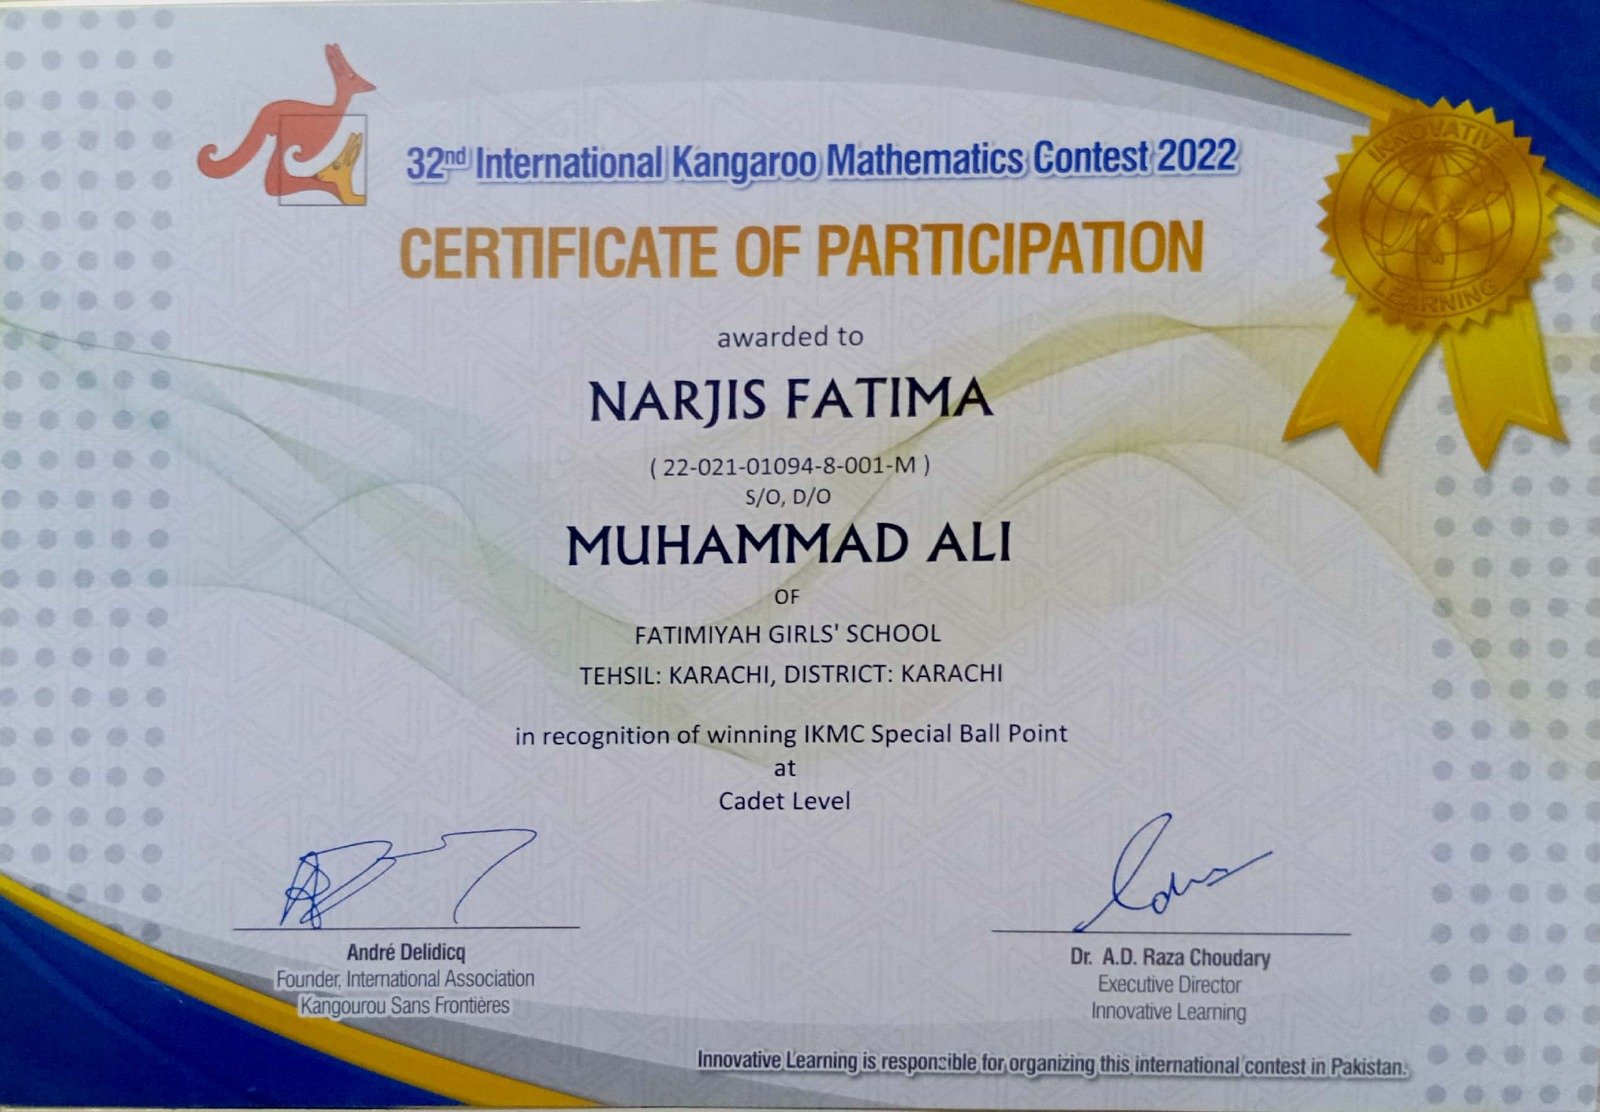 32nd International Kangaroo Mathematics Contest 2022
CERTIFICATE OF PARTICIPATION
INNOVATIVE
LEARNING
awarded to
NARJIS FATIMA
( 22-021-01094-8-001-M )
S/O, D/O
MUHAMMAD ALI
OF
FATIMIYAH GIRLS' SCHOOL
TEHSIL: KARACHI, DISTRICT: KARACHI
in recognition of winning IKMC Special Ball Point
at
Cadet Level
André Delidicq
Founder, International Association
Kangourou Sans Frontières
Dr. A.D. Raza Choudary
Executive Director
Innovative Learning
Innovative Learning is responsible for organizing this international contest in Pakistan.